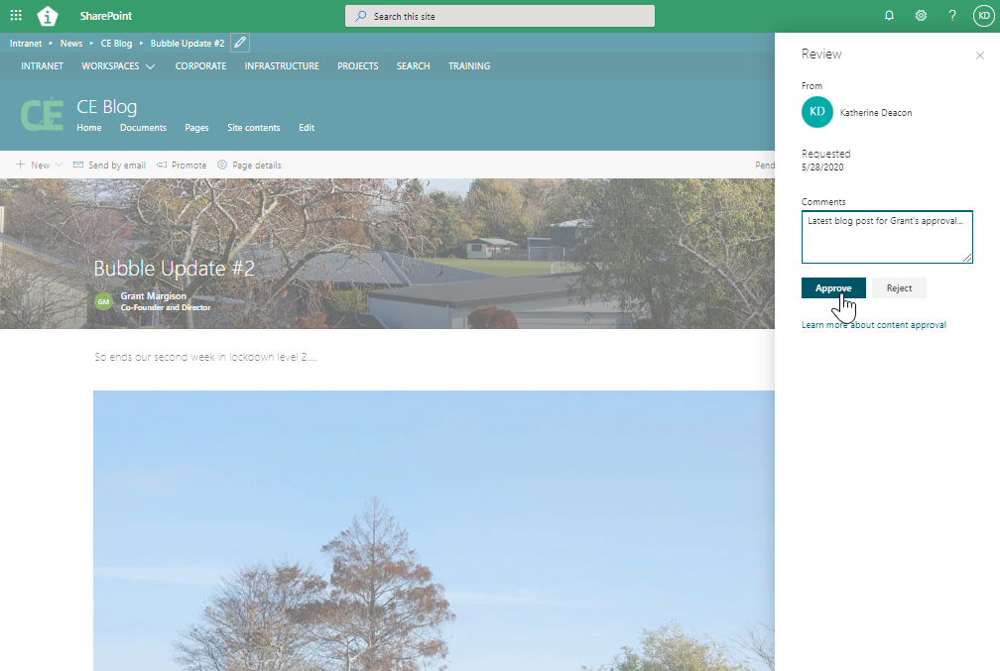 SharePoint
Search this site
KD
Intranet ▸ News ▸ CE Blog ▸ Bubble Update #2
INTRANET WORKSPACES CORPORATE INFRASTRUCTURE PROJECTS SEARCH TRAINING
CE
CE Blog
Home Documents Pages Site contents Edit
+ New Send by email Promote Page details Pend
Bubble Update #2
GM
Grant Margison
Co-Founder and Director
So ends our second week in lockdown level 2....
Review
From
KD Katherine Deacon
Requested
5/28/2020
Comments
Latest blog post for Grant's approval...
Approve Reject
Learn more about content approval